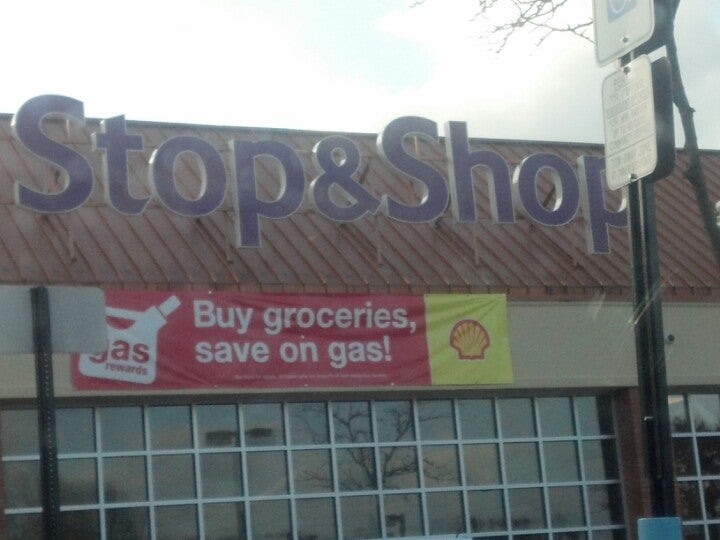 Stop&Shop
Buy groceries,
save on gas!
gas
rewards